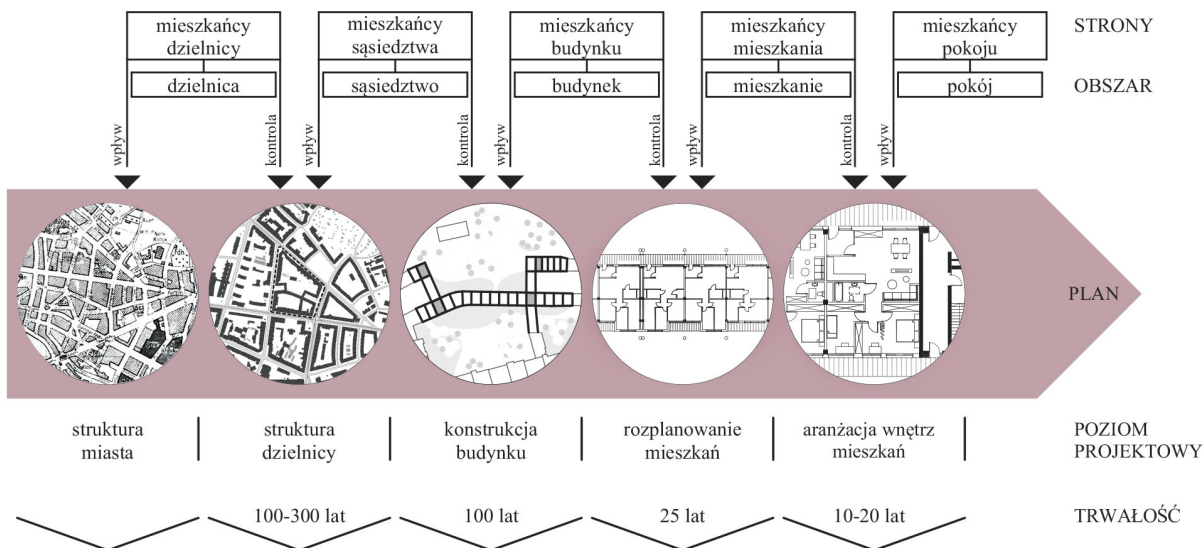 mieszkańcy
dzielnicy
mieszkańcy
sąsiedztwa
mieszkańcy
budynku
mieszkańcy
mieszkania
mieszkańcy
pokoju
STRONY
dzielnica
sąsiedztwo
budynek
mieszkanie
pokój
OBSZAR
wpływ
kontrola
wpływ
kontrola
wpływ
kontrola
wpływ
kontrola
wpływ
PLAN
struktura
miasta
struktura
dzielnicy
konstrukcja
budynku
rozplanowanie
mieszkań
aranżacja wnętrz
mieszkań
POZIOM
PROJEKTOWY
100-300 lat
100 lat
25 lat
10-20 lat
TRWAŁOŚĆ